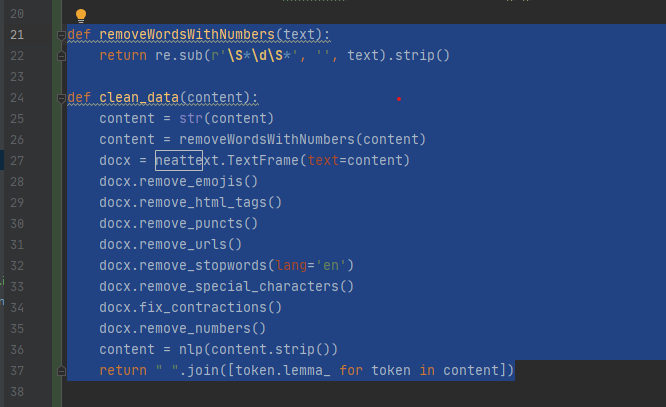 20
21 def removeWordsWithNumbers(text):
22     return re.sub(r'\S*\d\S*', '', text).strip()
23
24 def clean_data(content):
25     content = str(content)
26     content = removeWordsWithNumbers(content)
27     docx = neattext.TextFrame(text=content)
28     docx.remove_emojis()
29     docx.remove_html_tags()
30     docx.remove_puncts()
31     docx.remove_urls()
32     docx.remove_stopwords(lang='en')
33     docx.remove_special_characters()
34     docx.fix_contractions()
35     docx.remove_numbers()
36     content = nlp(content.strip())
37     return " ".join([token.lemma_ for token in content])
38